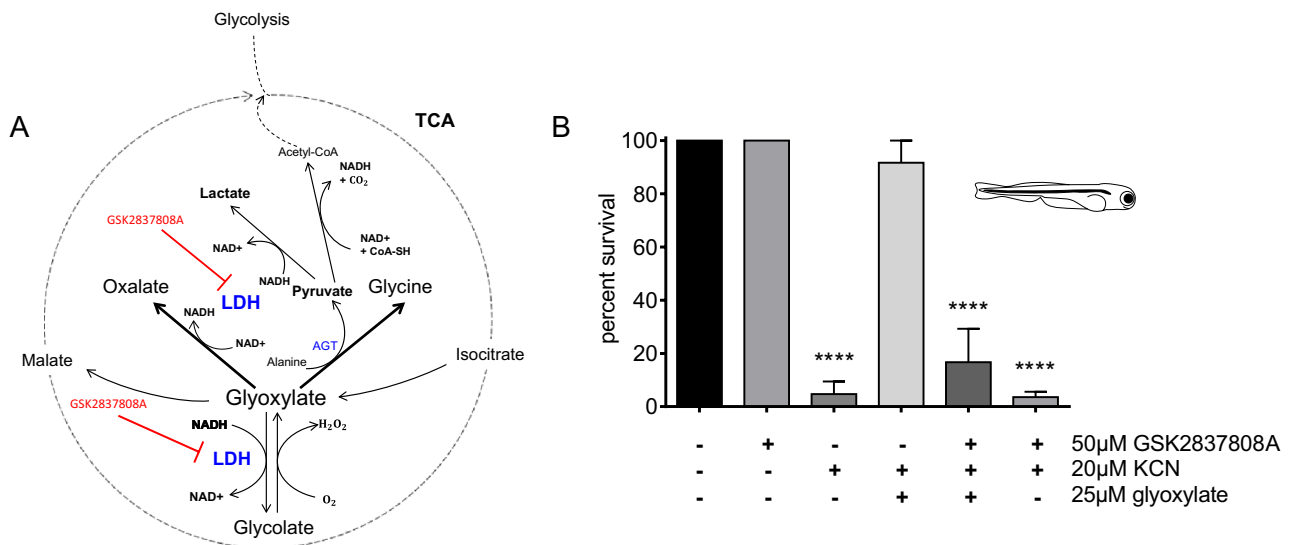 Glycolysis
A
TCA
Acetyl-CoA
NADH
+ CO₂
Lactate
GSK2837808A
NAD+
NAD+
+ CoA-SH
NADH
Oxalate
LDH
Pyruvate
Glycine
NADH
NAD+
AGT
Alanine
Malate
Isocitrate
Glyoxylate
GSK2837808A
NADH
H₂O₂
LDH
NAD+
O₂
Glycolate
B
percent survival
100
80
60
40
20
0
****
****
****
- + - - + + 50µM GSK2837808A
- - + + + + 20µM KCN
- - - + + - 25µM glyoxylate